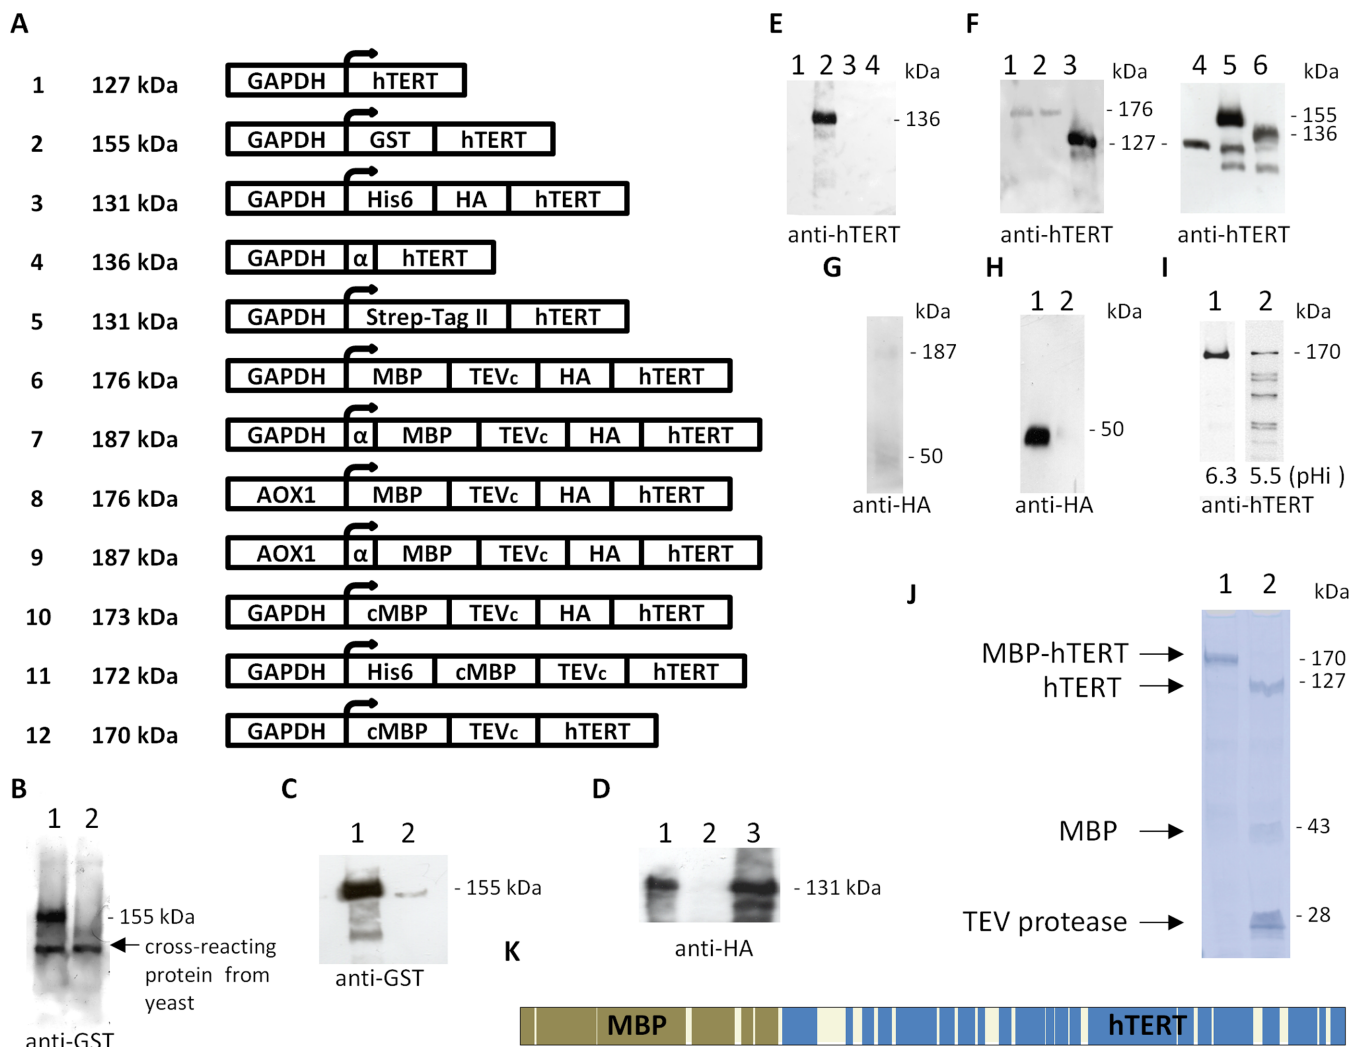 A
1 127 kDa GAPDH hTERT
2 155 kDa GAPDH GST hTERT
3 131 kDa GAPDH His6 HA hTERT
4 136 kDa GAPDH α hTERT
5 131 kDa GAPDH Strep-Tag II hTERT
6 176 kDa GAPDH MBP TEVc HA hTERT
7 187 kDa GAPDH α MBP TEVc HA hTERT
8 176 kDa AOX1 MBP TEVc HA hTERT
9 187 kDa AOX1 α MBP TEVc HA hTERT
10 173 kDa GAPDH cMBP TEVc HA hTERT
11 172 kDa GAPDH His6 cMBP TEVc hTERT
12 170 kDa GAPDH cMBP TEVc hTERT
B
1 2
- 155 kDa
cross-reacting
protein from
yeast
anti-GST
C
1 2
- 155 kDa
anti-GST
D
1 2 3
- 131 kDa
anti-HA
E
1 2 3 4 kDa
- 136
anti-hTERT
F
1 2 3 kDa 4 5 6 kDa
- 176 - 155
- 136
- 127 -
anti-hTERT anti-hTERT
G
kDa
- 187
- 50
anti-HA
H
1 2 kDa
- 50
anti-HA
I
1 2 kDa
- 170
6.3 5.5 (pHi )
anti-hTERT
J
1 2 kDa
MBP-hTERT - 170
hTERT - 127
MBP - 43
TEV protease - 28
K
MBP hTERT